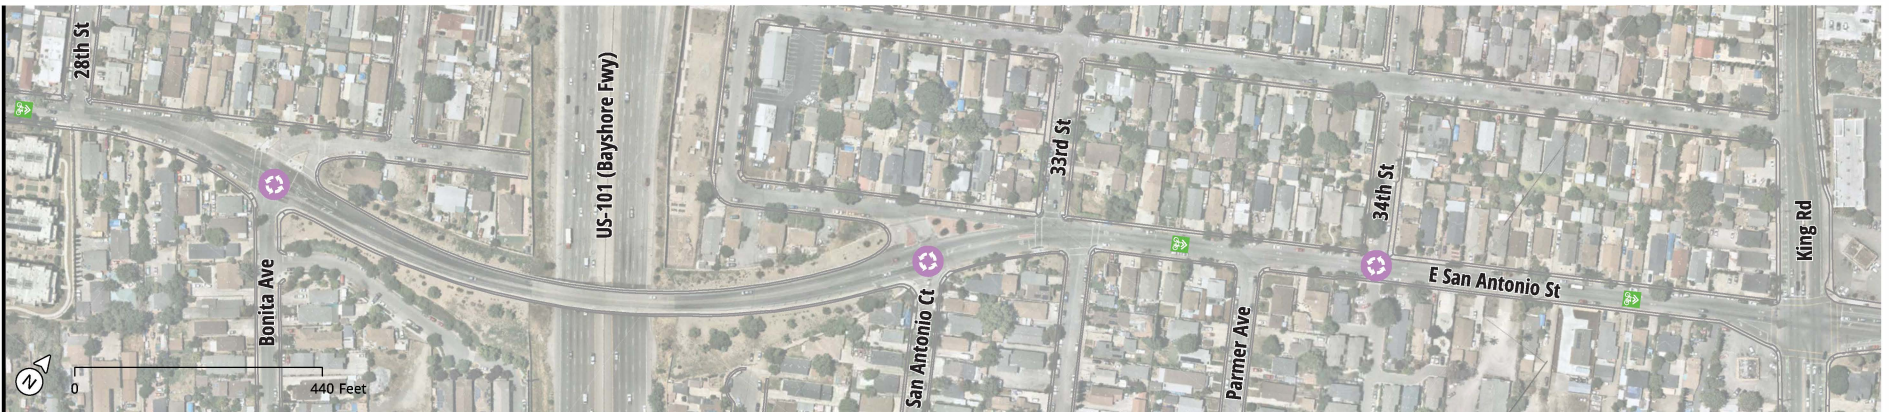 28th St
Bonita Ave
US-101 (Bayshore Fwy)
San Antonio Ct
33rd St
Parmer Ave
34th St
E San Antonio St
King Rd
N
0
440 Feet